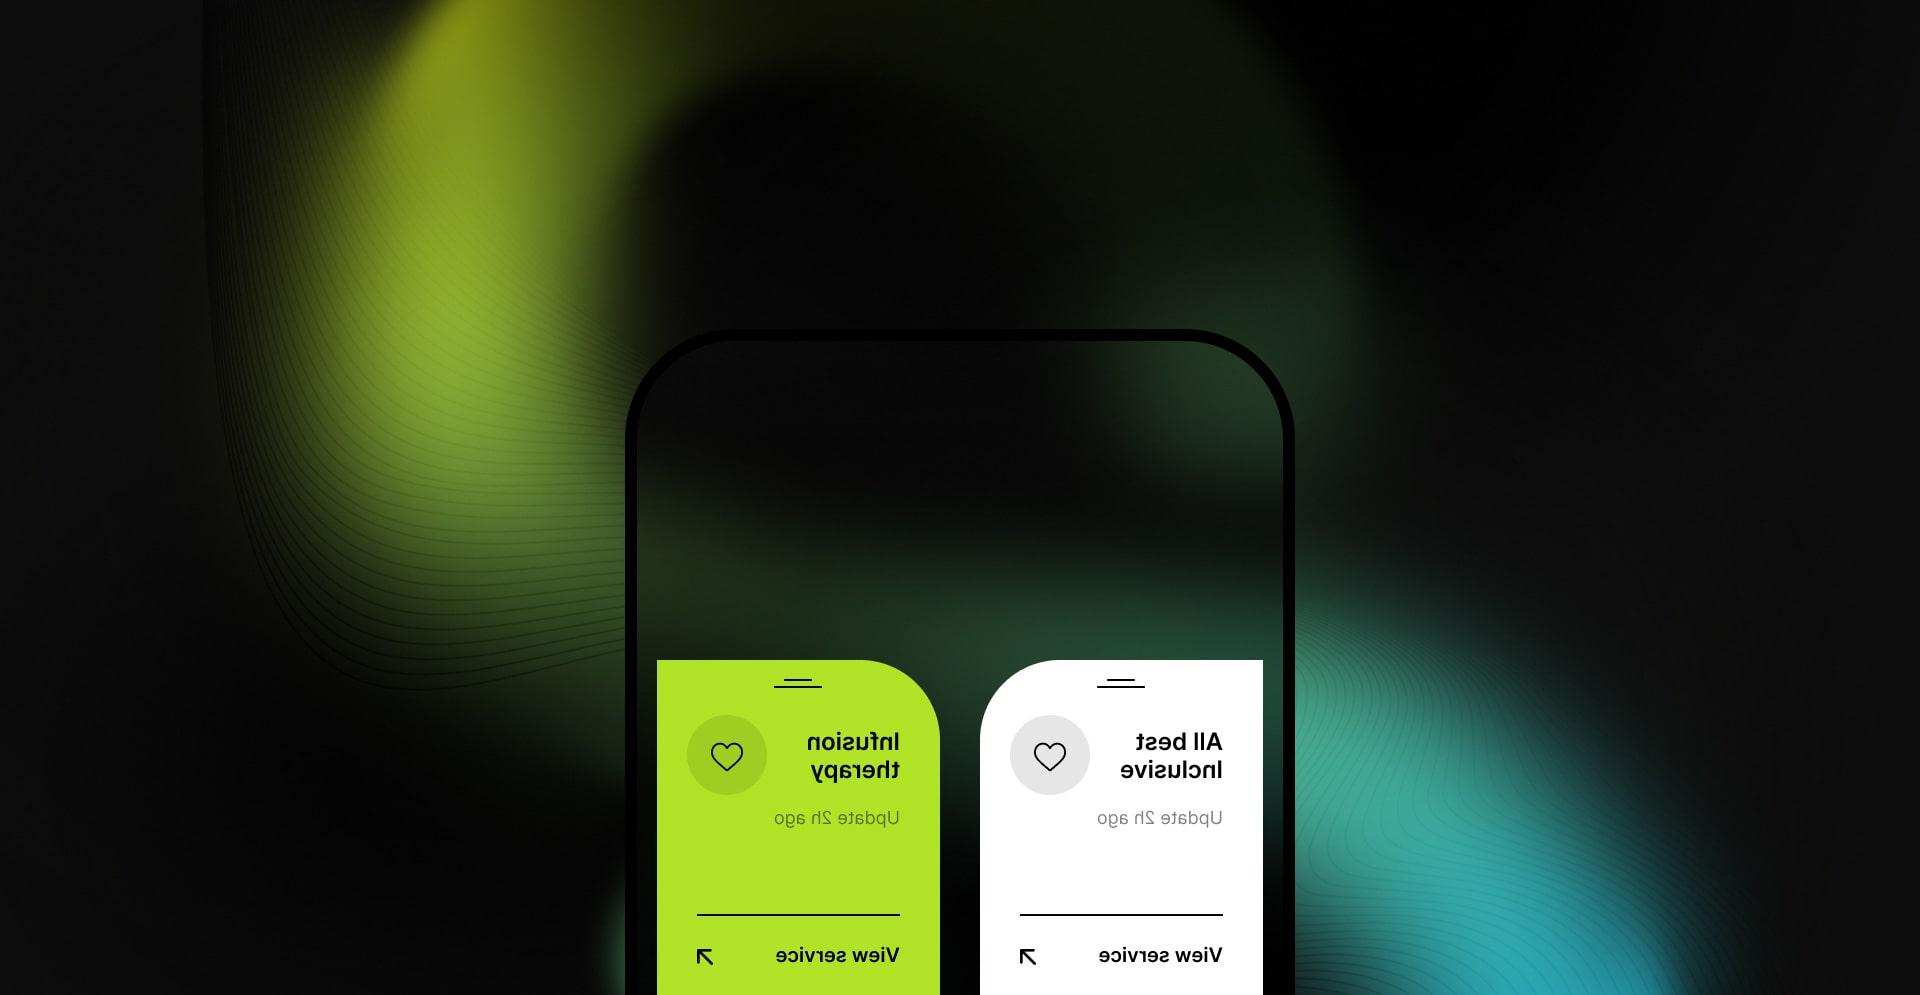 Infusion
therapy
Update 2h ago
View service
All best
Inclusive
Update 2h ago
View service